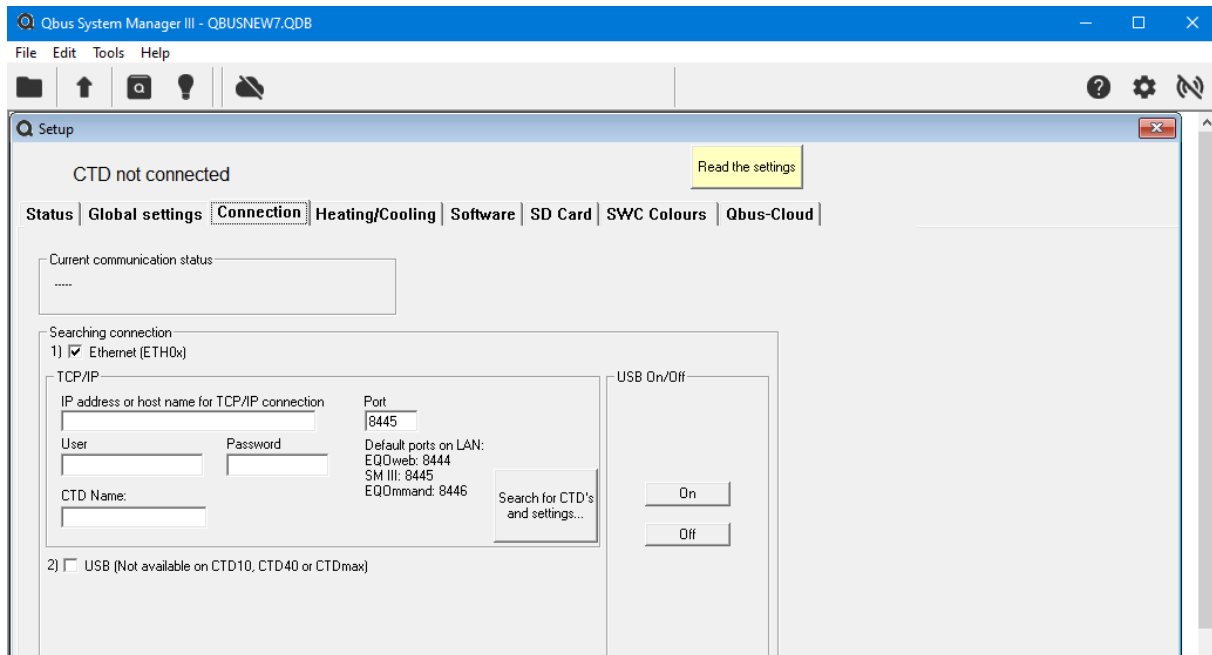 Qbus System Manager III - QBUSNEW7.QDB
File Edit Tools Help
Setup
CTD not connected
Read the settings
Status Global settings Connection Heating/Cooling Software SD Card SWC Colours Qbus-Cloud
Current communication status
-----
Searching connection
1) Ethernet (ETH0x)
TCP/IP
IP address or host name for TCP/IP connection
Port
8445
User
Password
Default ports on LAN:
EQOweb: 8444
SM III: 8445
EQOmmand: 8446
CTD Name:
Search for CTD's
and settings...
USB On/Off
On
Off
2) USB (Not available on CTD10, CTD40 or CTDmax)